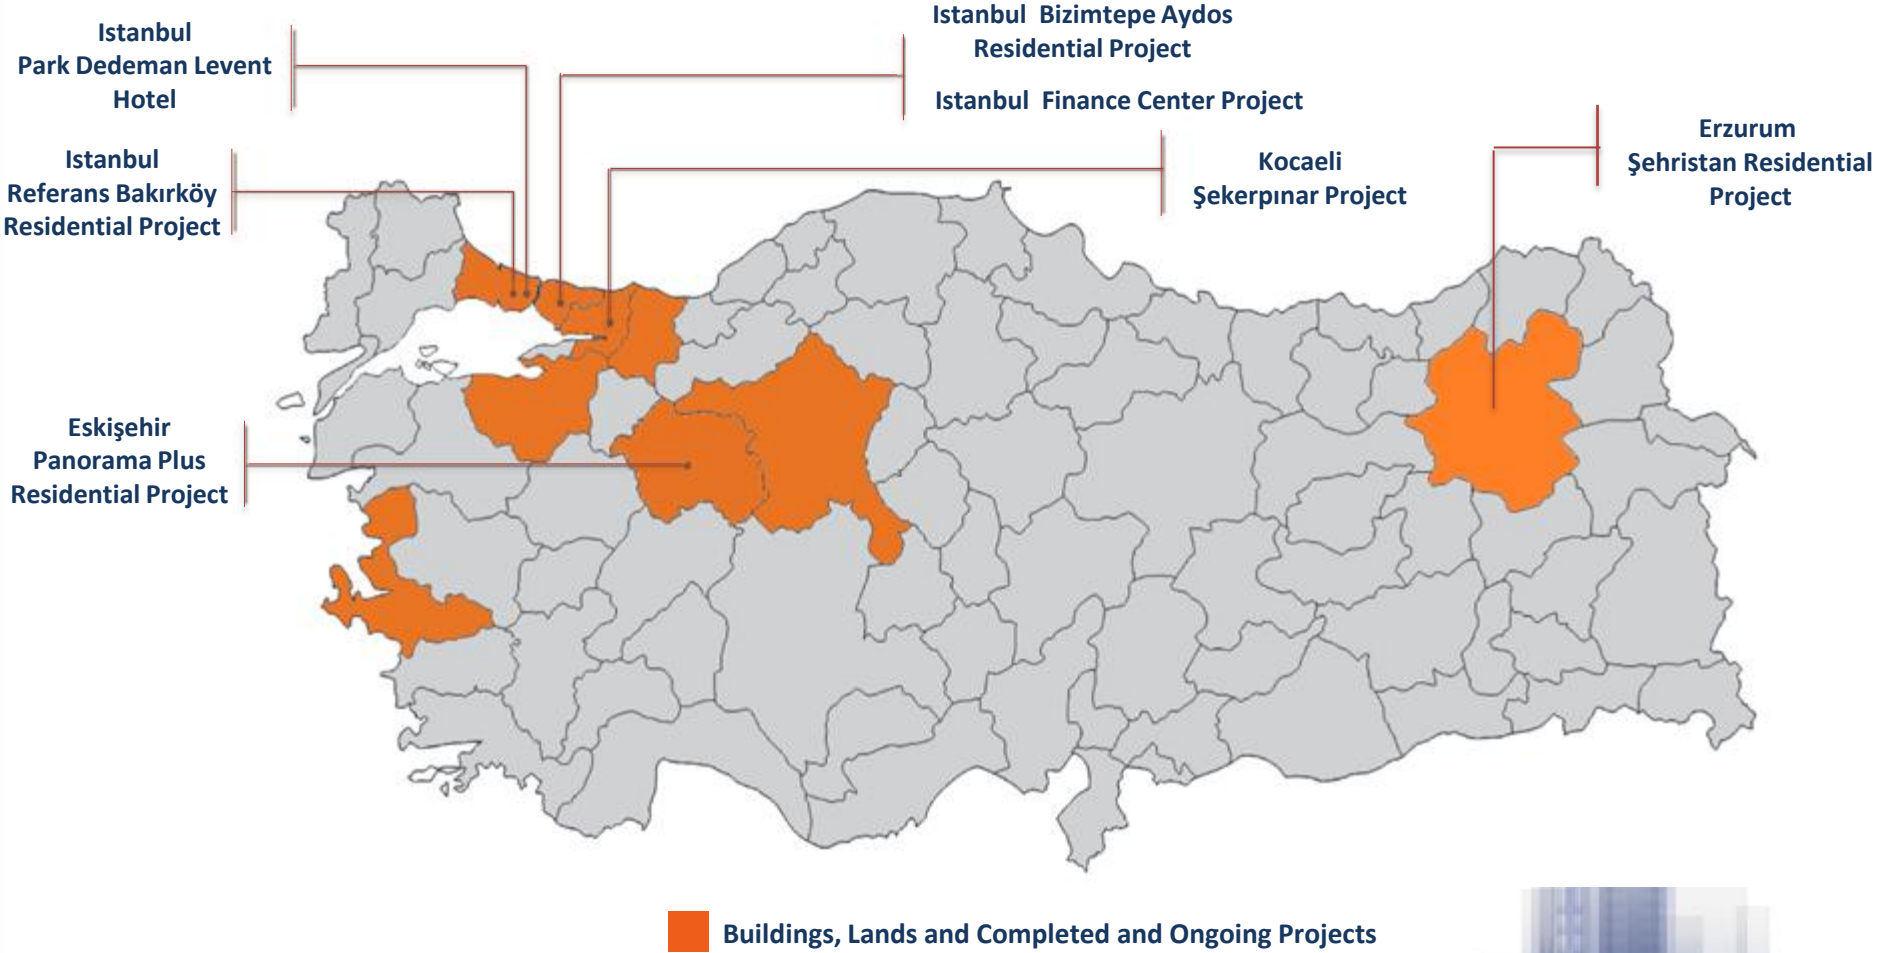 Istanbul
Park Dedeman Levent
Hotel
Istanbul Bizimtepe Aydos
Residential Project
Istanbul Finance Center Project
Erzurum
Şehristan Residential
Project
Istanbul
Referans Bakırköy
Residential Project
Kocaeli
Şekerpınar Project
Eskişehir
Panorama Plus
Residential Project
Buildings, Lands and Completed and Ongoing Projects